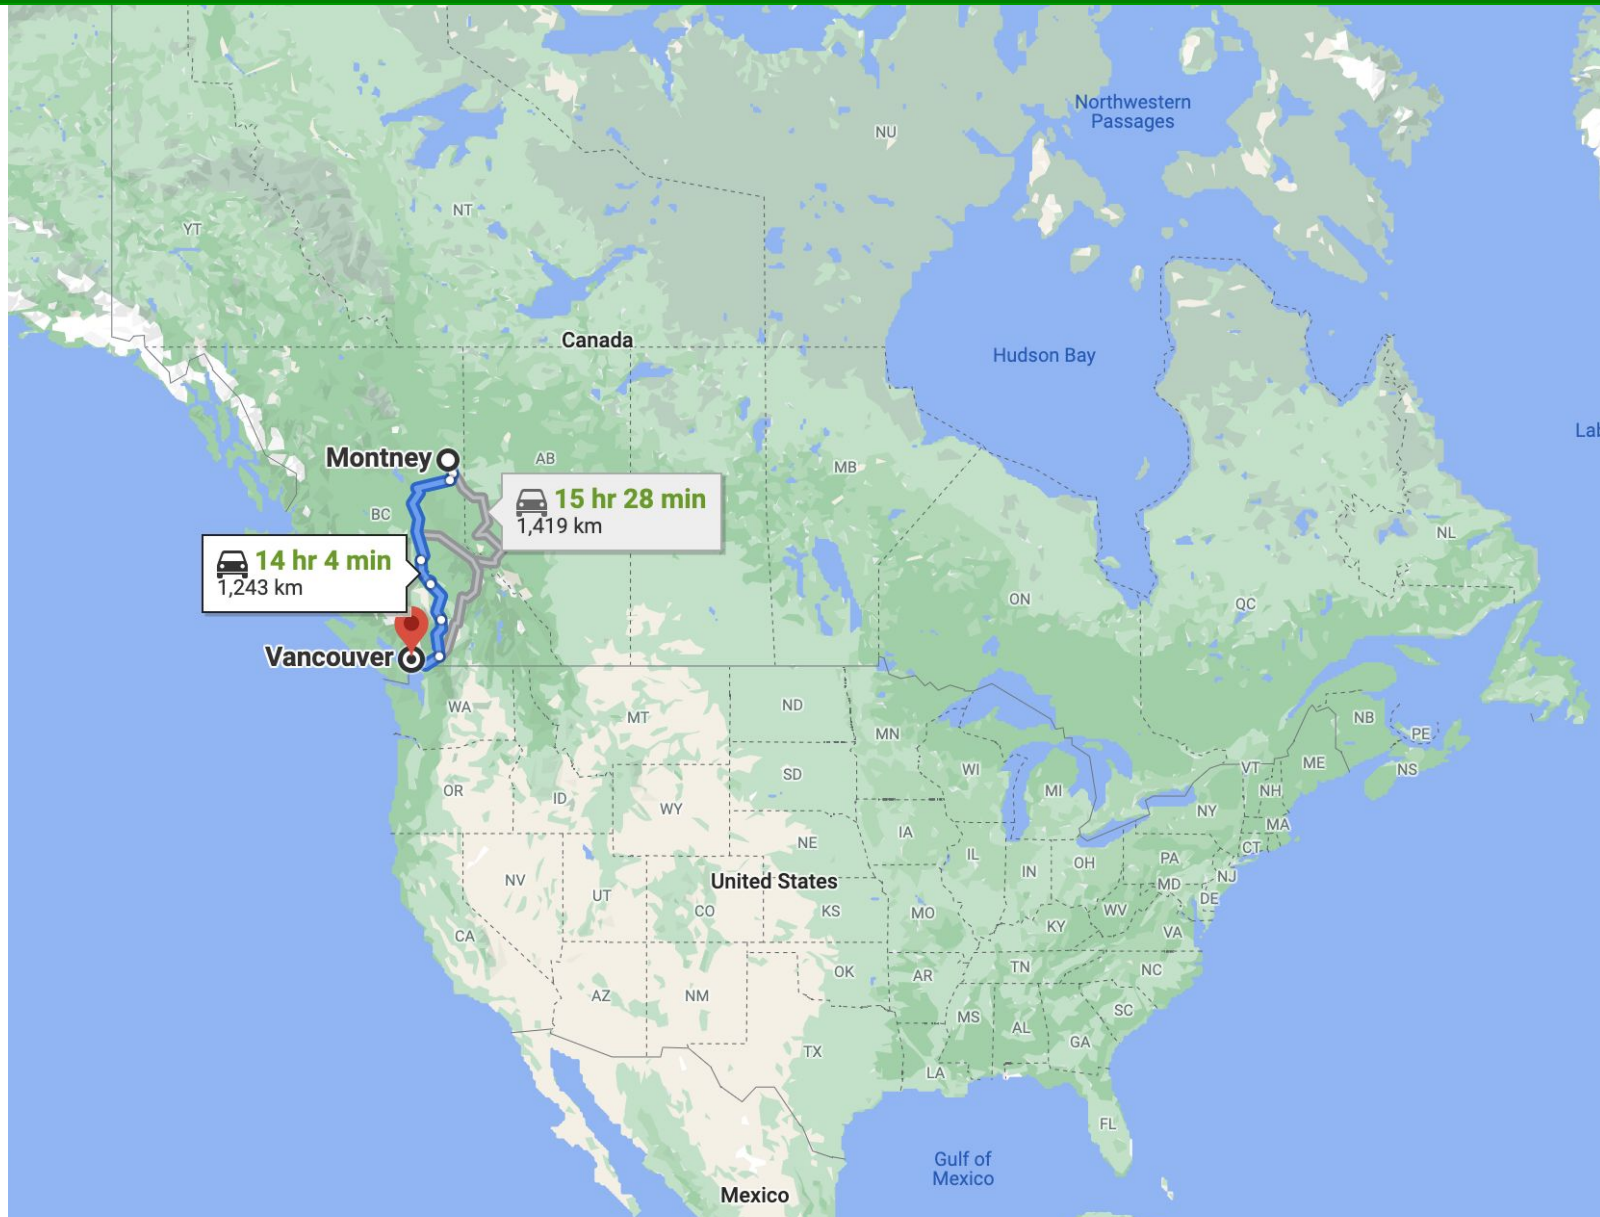 Northwestern
Passages
NU
NT
YT
Canada
Hudson Bay
Lab
Montney
AB
MB
15 hr 28 min
1,419 km
BC
NL
14 hr 4 min
1,243 km
ON
QC
Vancouver
WA
MT
ND
MN
NB
PE
NS
ME
VT
NH
MA
CT
NY
WI
MI
SD
OR
ID
WY
NE
IA
IL
IN
OH
PA
NJ
MD
DE
NV
UT
CO
United States
KS
MO
KY
WV
VA
CA
AZ
NM
OK
AR
TN
NC
SC
MS
AL
GA
TX
LA
FL
Gulf of
Mexico
Mexico